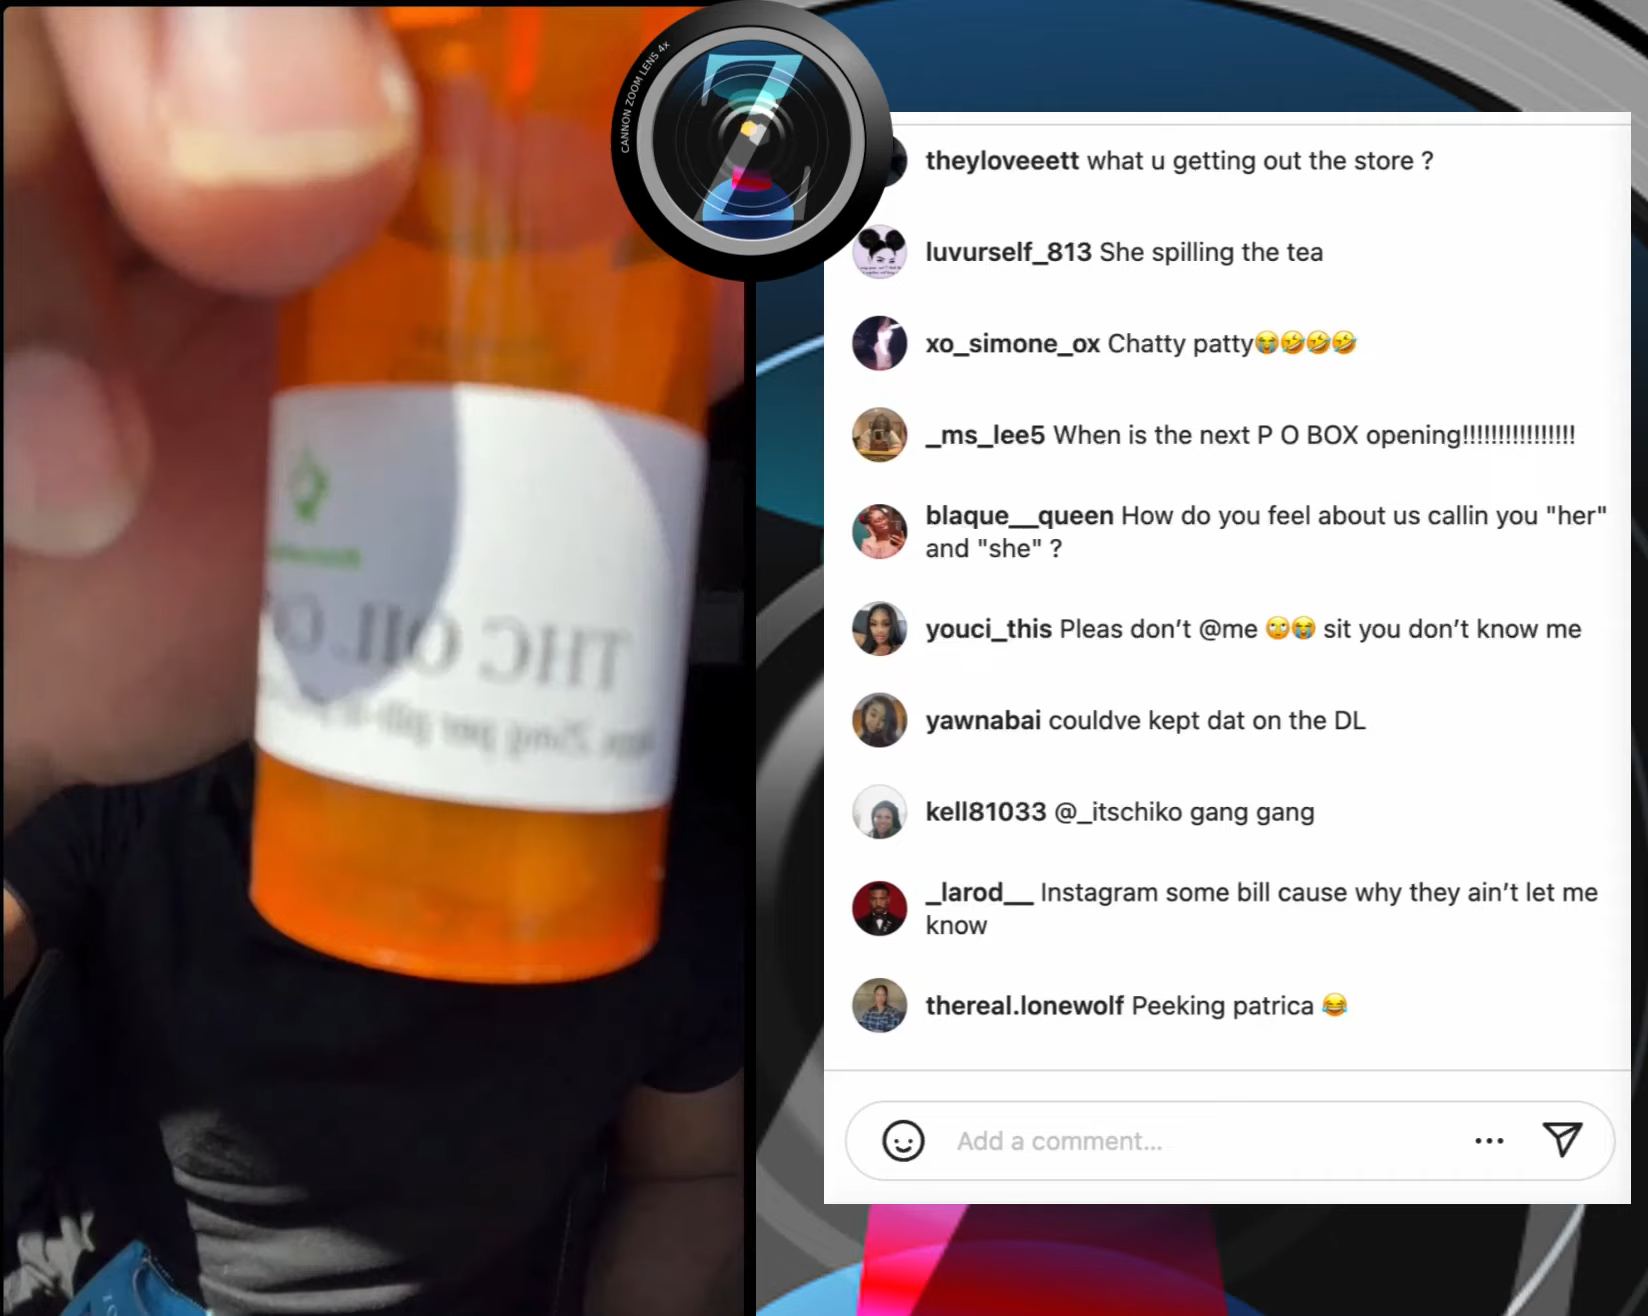 CANNON ZOOM LENS 4x
theyloveeett what u getting out the store ?
luvurself_813 She spilling the tea
xo_simone_ox Chatty patty😭🤣🤣🤣
_ms_lee5 When is the next P O BOX opening!!!!!!!!!!!!!!!!
blaque__queen How do you feel about us callin you "her"
and "she" ?
youci_this Pleas don’t @me 🙄😭 sit you don’t know me
yawnabai couldve kept dat on the DL
kell81033 @_itschiko gang gang
_larod__ Instagram some bill cause why they ain’t let me
know
thereal.lonewolf Peeking patrica 😂
Add a comment...
THC OIL
25mg per pill